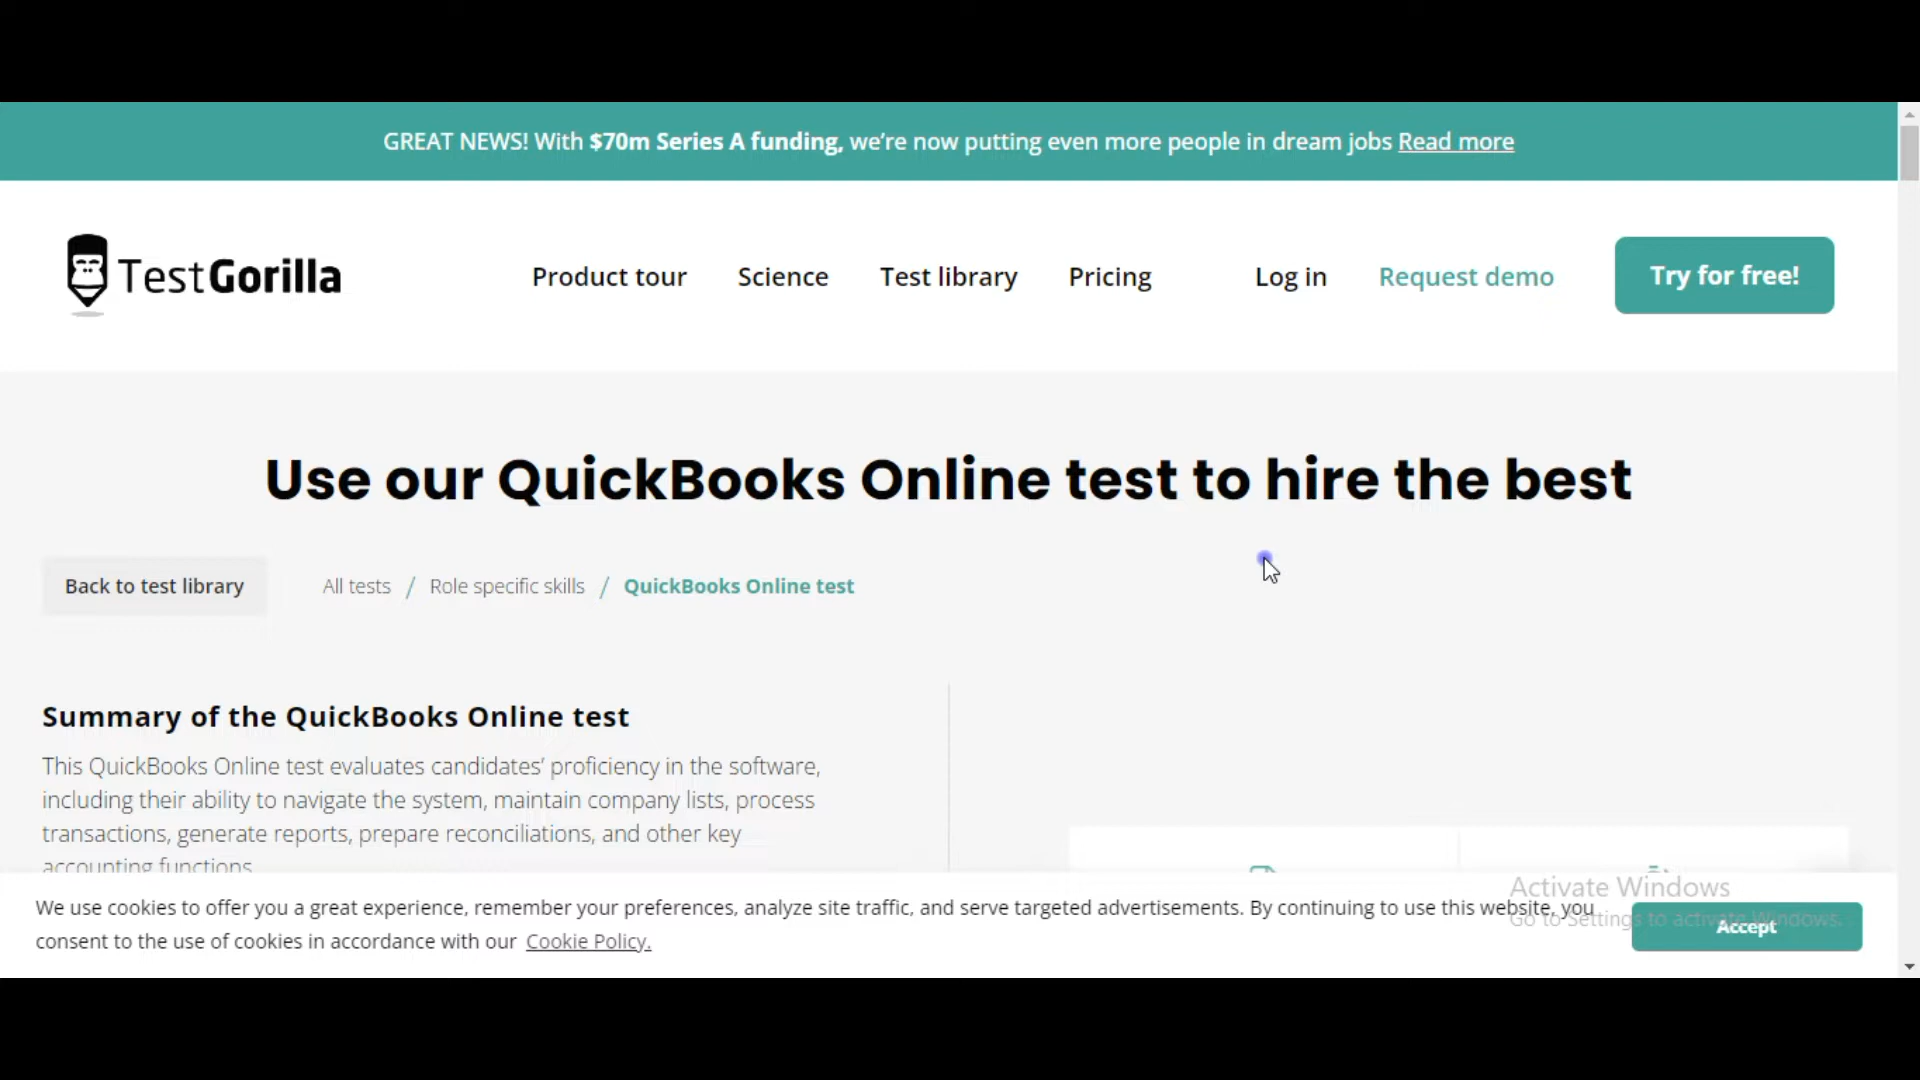 GREAT NEWS! With $70m Series A funding, we’re now putting even more people in dream jobs Read more
TestGorilla
Product tour
Science
Test library
Pricing
Log in
Request demo
Try for free!
Use our QuickBooks Online test to hire the best
Back to test library
All tests / Role specific skills / QuickBooks Online test
Summary of the QuickBooks Online test
This QuickBooks Online test evaluates candidates’ proficiency in the software,
including their ability to navigate the system, maintain company lists, process
transactions, generate reports, prepare reconciliations, and other key
accounting functions.
We use cookies to offer you a great experience, remember your preferences, analyze site traffic, and serve targeted advertisements. By continuing to use this website, you
consent to the use of cookies in accordance with our Cookie Policy.
Accept
Activate Windows
Go to Settings to activate Windows.